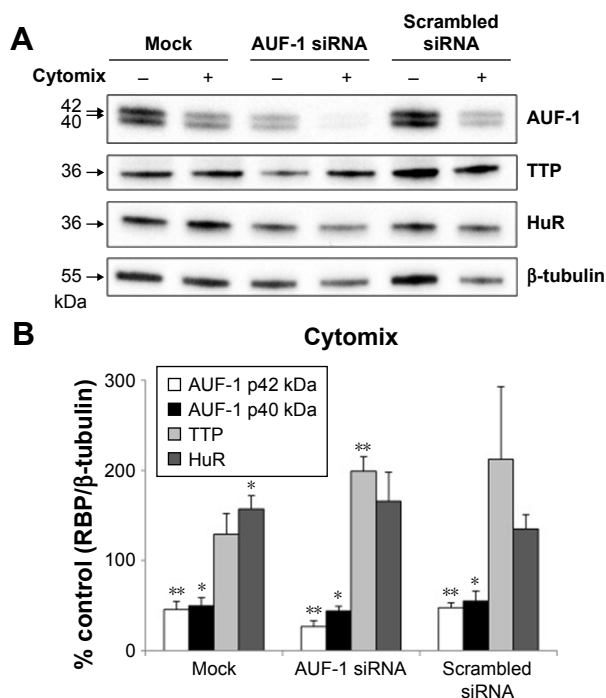 A
Mock AUF-1 siRNA Scrambled siRNA
Cytomix – + – + – +
42
40
AUF-1
36 TTP
36 HuR
55 β-tubulin
kDa
B
Cytomix
% control (RBP/β-tubulin)
300
200
100
0
AUF-1 p42 kDa
AUF-1 p40 kDa
TTP
HuR
** * *
** * **
** *
Mock AUF-1 siRNA Scrambled
siRNA